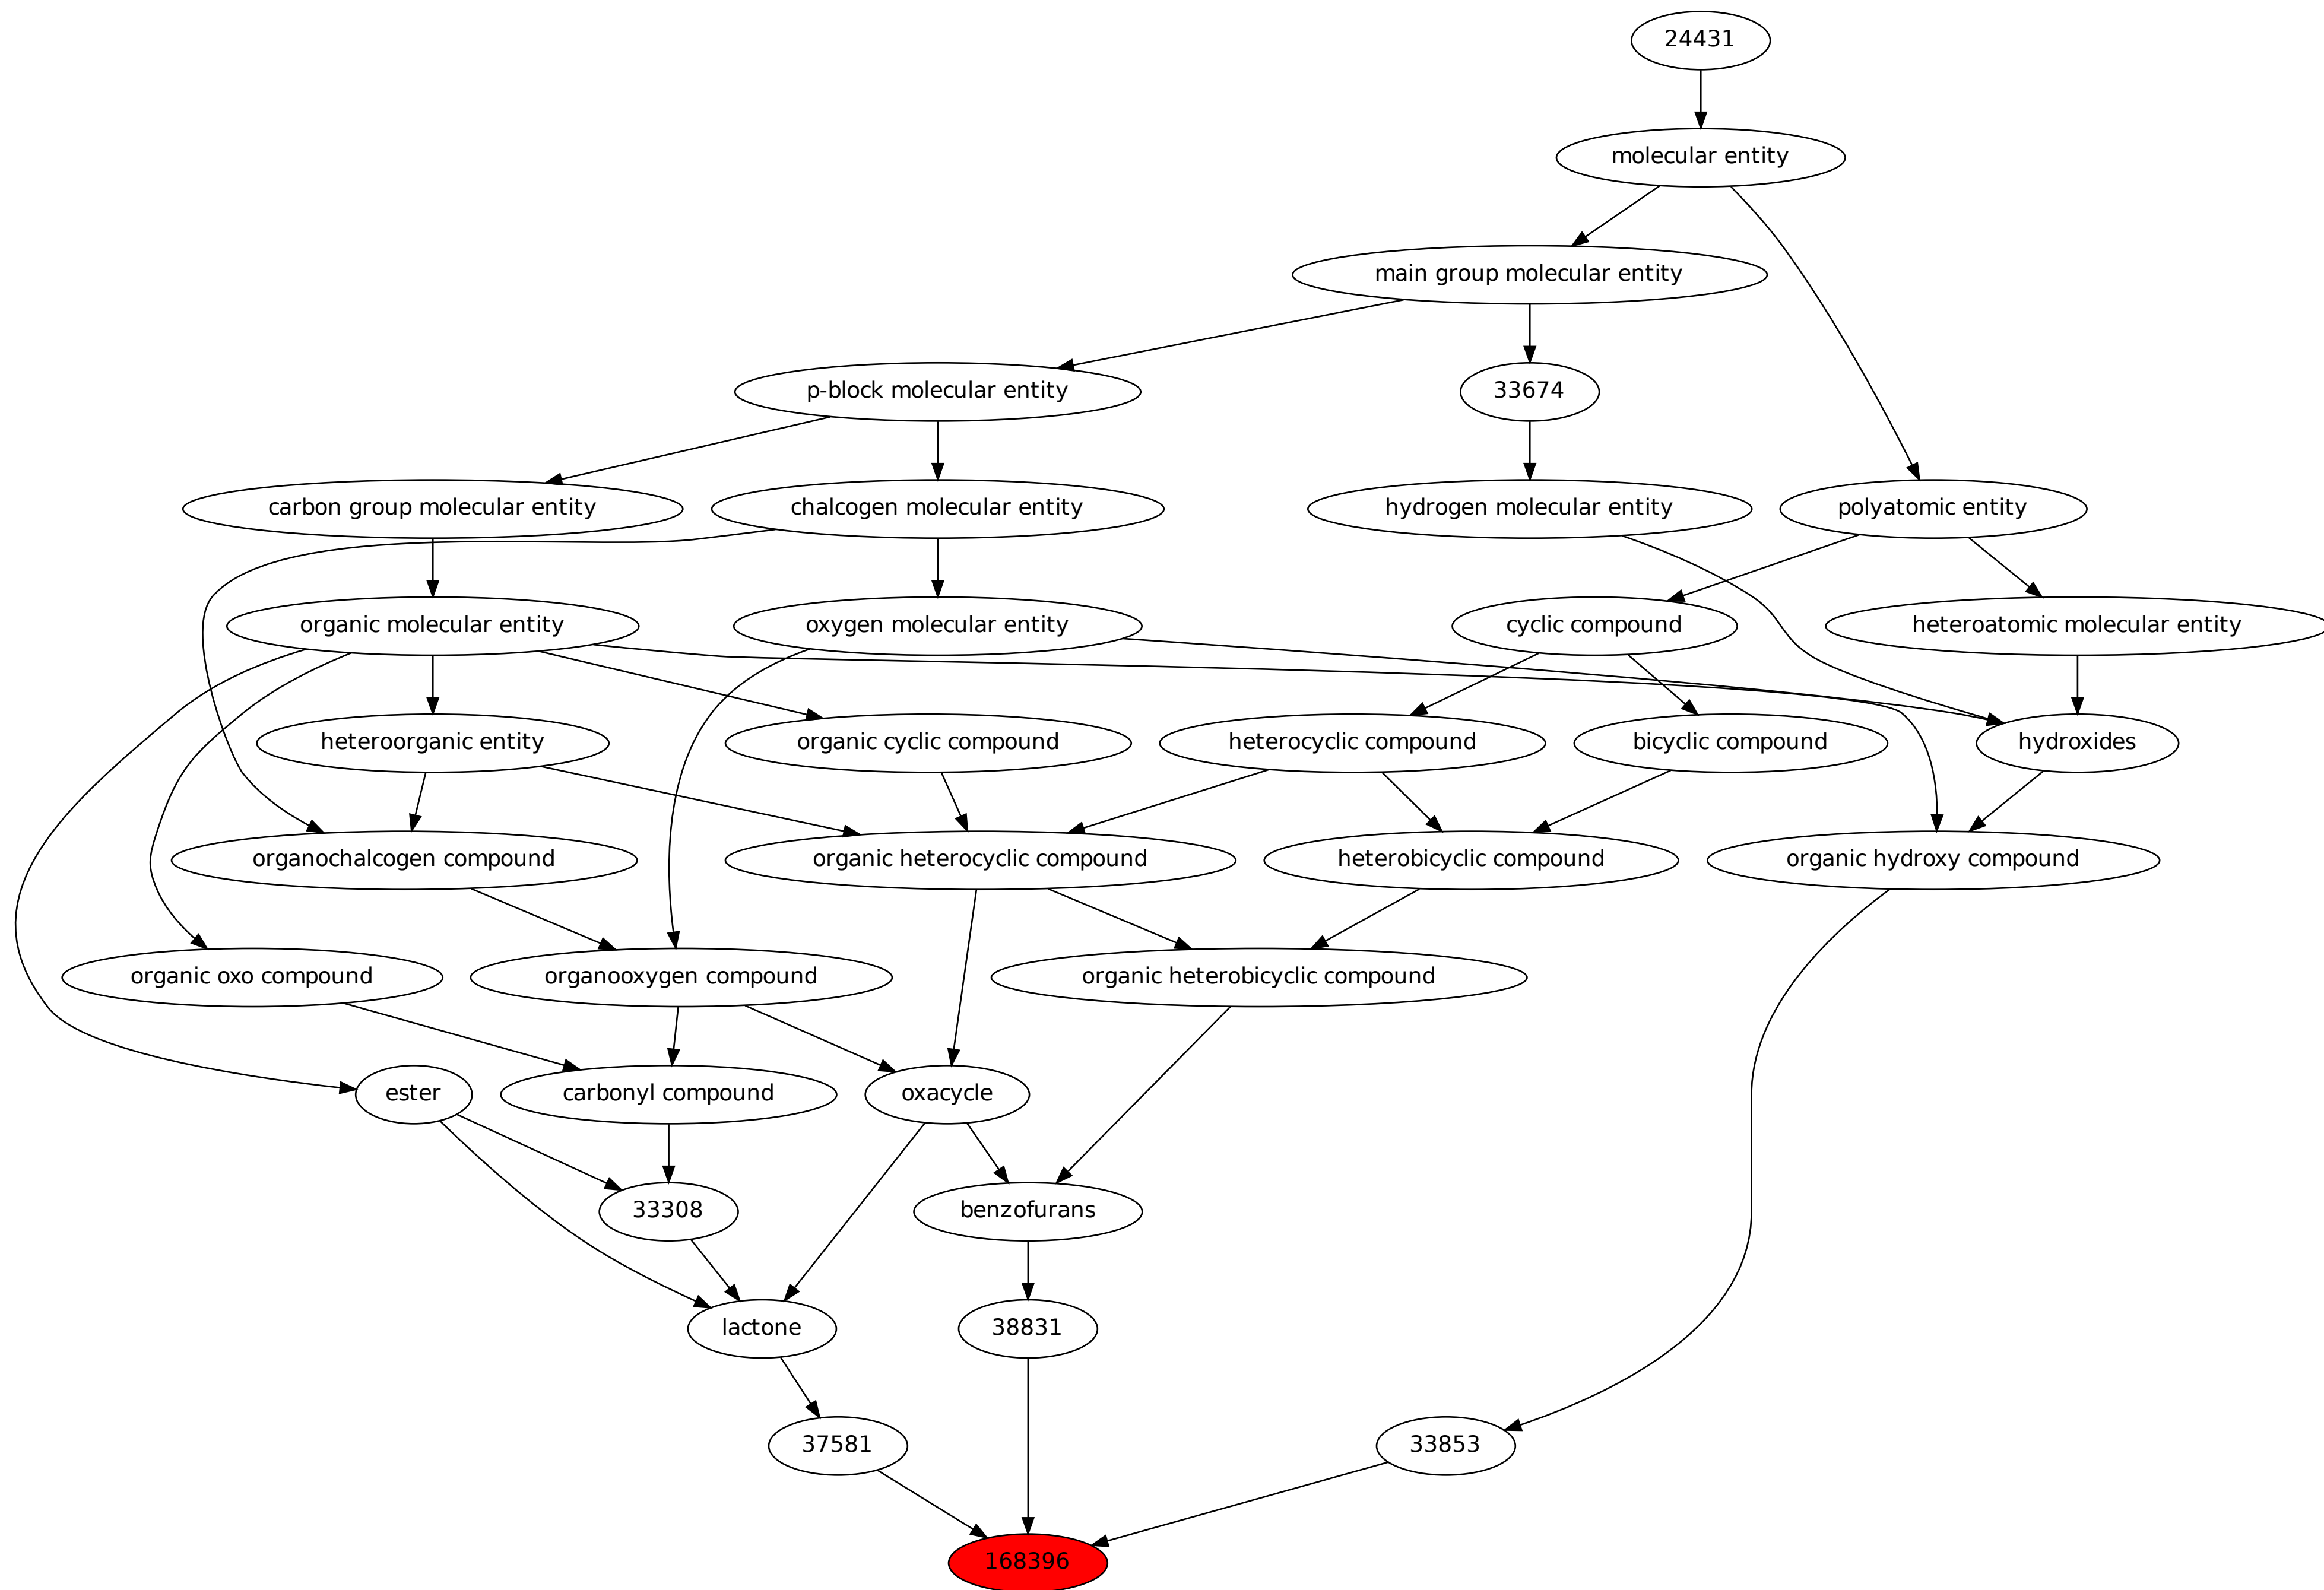 24431
molecular entity
main group molecular entity
p-block molecular entity
33674
carbon group molecular entity
chalcogen molecular entity
hydrogen molecular entity
polyatomic entity
organic molecular entity
oxygen molecular entity
cyclic compound
heteroatomic molecular entity
heteroorganic entity
organic cyclic compound
heterocyclic compound
bicyclic compound
hydroxides
organochalcogen compound
organic heterocyclic compound
heterobicyclic compound
organic hydroxy compound
organic oxo compound
organooxygen compound
organic heterobicyclic compound
ester
carbonyl compound
oxacycle
33308
benzofurans
lactone
38831
37581
33853
168396